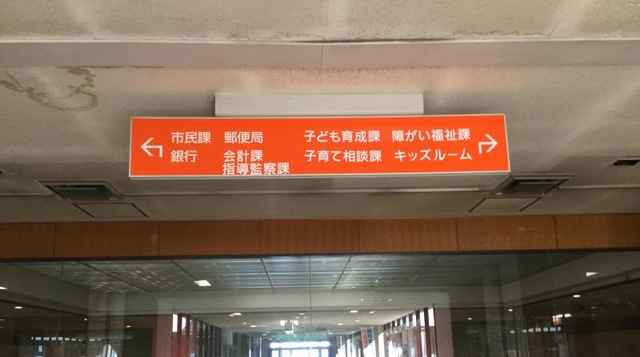 市民課 郵便局 子ども育成課 障がい福祉課
銀行 会計課 子育て相談課 キッズルーム
指導監察課